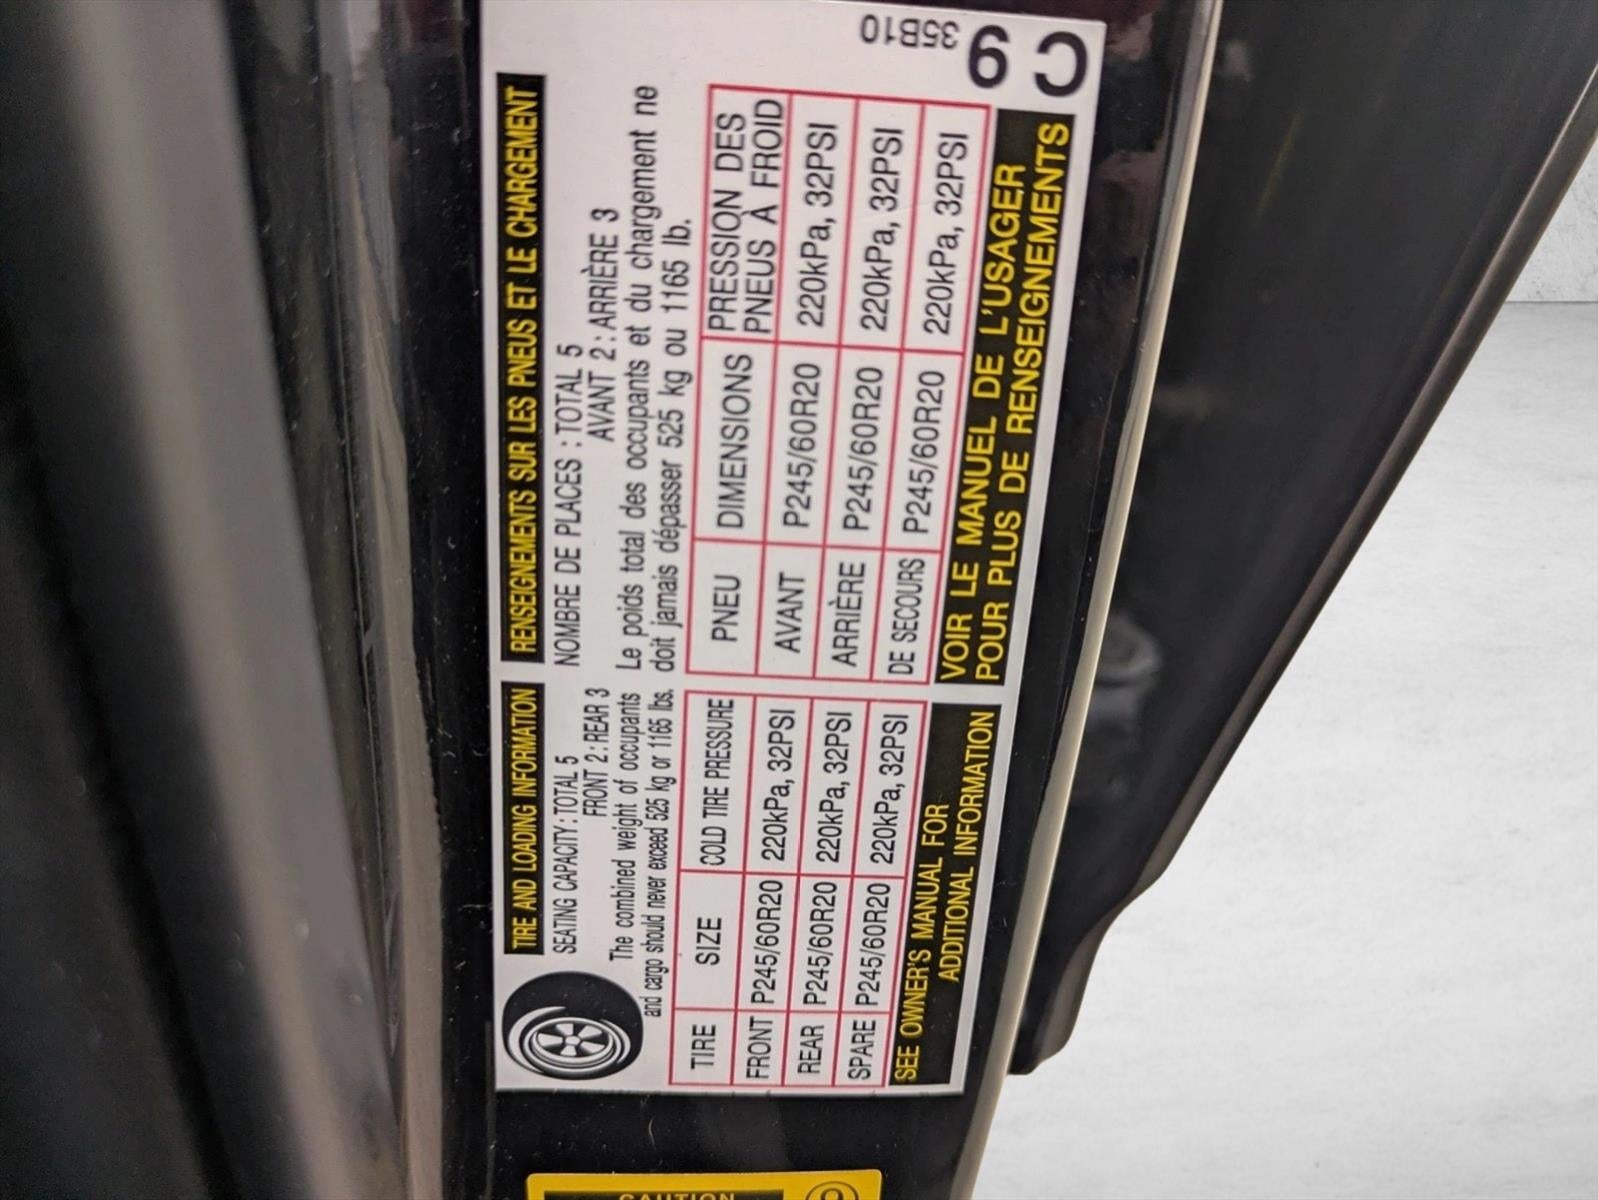 TIRE AND LOADING INFORMATION
SEATING CAPACITY : TOTAL 5
FRONT 2 : REAR 3
The combined weight of occupants
and cargo should never exceed 525 kg or 1165 lbs.
TIRE SIZE COLD TIRE PRESSURE
FRONT P245/60R20 220kPa, 32PSI
REAR P245/60R20 220kPa, 32PSI
SPARE P245/60R20 220kPa, 32PSI
SEE OWNER'S MANUAL FOR
ADDITIONAL INFORMATION
RENSEIGNEMENTS SUR LES PNEUS ET LE CHARGEMENT
NOMBRE DE PLACES : TOTAL 5
AVANT 2 : ARRIÈRE 3
Le poids total des occupants et du chargement ne
doit jamais dépasser 525 kg ou 1165 lb.
PNEU DIMENSIONS PRESSION DES
PNEUS À FROID
AVANT P245/60R20 220kPa, 32PSI
ARRIÈRE P245/60R20 220kPa, 32PSI
DE SECOURS P245/60R20 220kPa, 32PSI
VOIR LE MANUEL DE L'USAGER
POUR PLUS DE RENSEIGNEMENTS
C 9
35B10
CAUTION